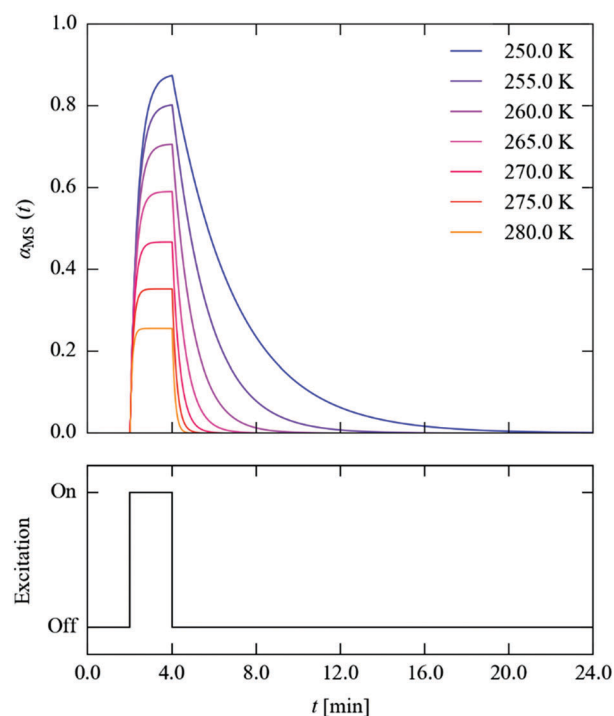 1.0
0.8
0.6
0.4
0.2
0.0
αMS (t)
250.0 K
255.0 K
260.0 K
265.0 K
270.0 K
275.0 K
280.0 K
On
Off
Excitation
0.0 4.0 8.0 12.0 16.0 20.0 24.0
t [min]